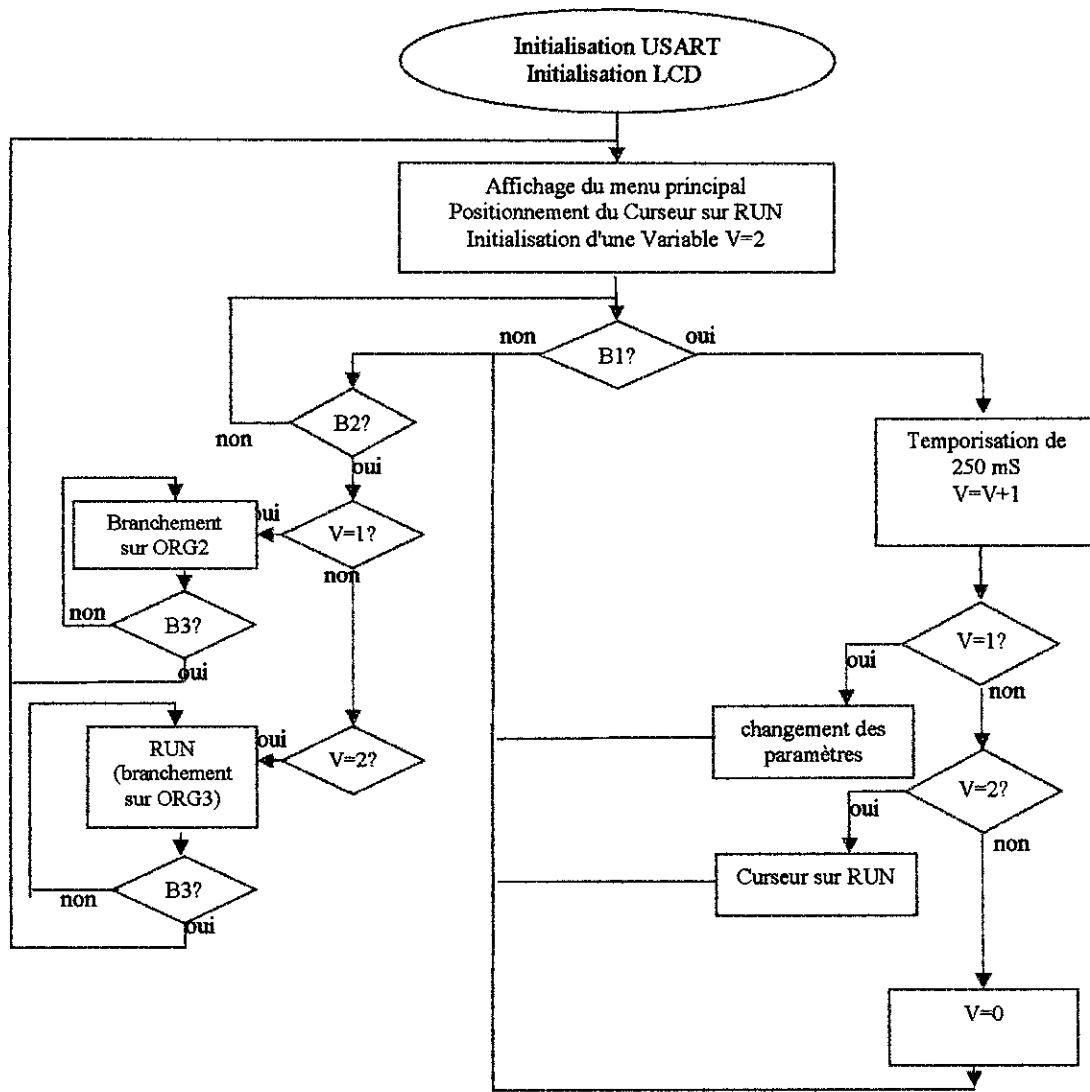 Initialisation USART
Initialisation LCD
Affichage du menu principal
Positionnement du Curseur sur RUN
Initialisation d'une Variable V=2
non
B1?
oui
B2?
non
oui
Temporisation de
250 mS
V=V+1
Branchement
sur ORG2
oui
V=1?
non
non
B3?
oui
V=1?
oui
non
changement des
paramètres
RUN
(branchement
sur ORG3)
oui
V=2?
V=2?
oui
non
Curseur sur RUN
non
B3?
oui
V=0